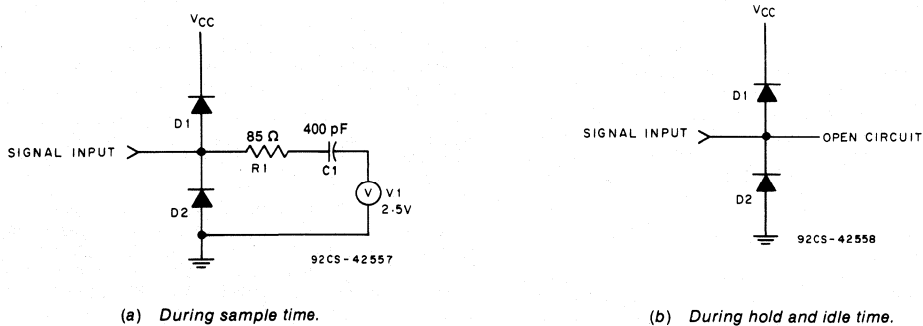 VCC
D1
85 Ω
400 pF
SIGNAL INPUT
R1
C1
V
V1
2.5V
D2
92CS-42557
(a) During sample time.
VCC
D1
SIGNAL INPUT
OPEN CIRCUIT
D2
92CS-42558
(b) During hold and idle time.